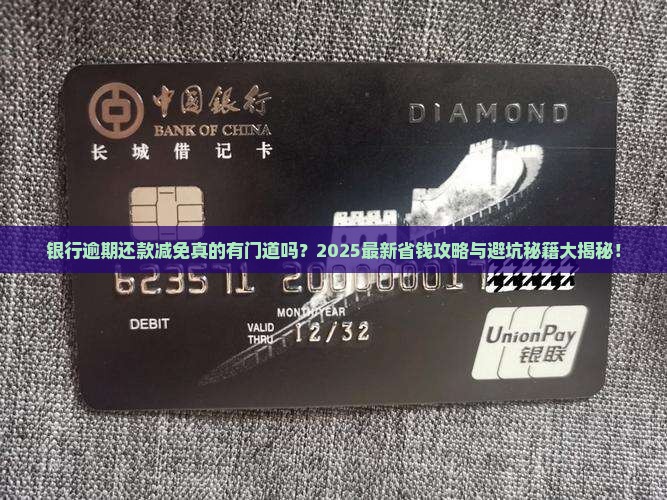 中國銀行
BANK OF CHINA
长城借记卡
DIAMOND
银行逾期还款减免真的有门道吗？2025最新省钱攻略与避坑秘籍大揭秘！
DEBIT
MONTH/YEAR
VALID
THRU 12/32
UnionPay
银联